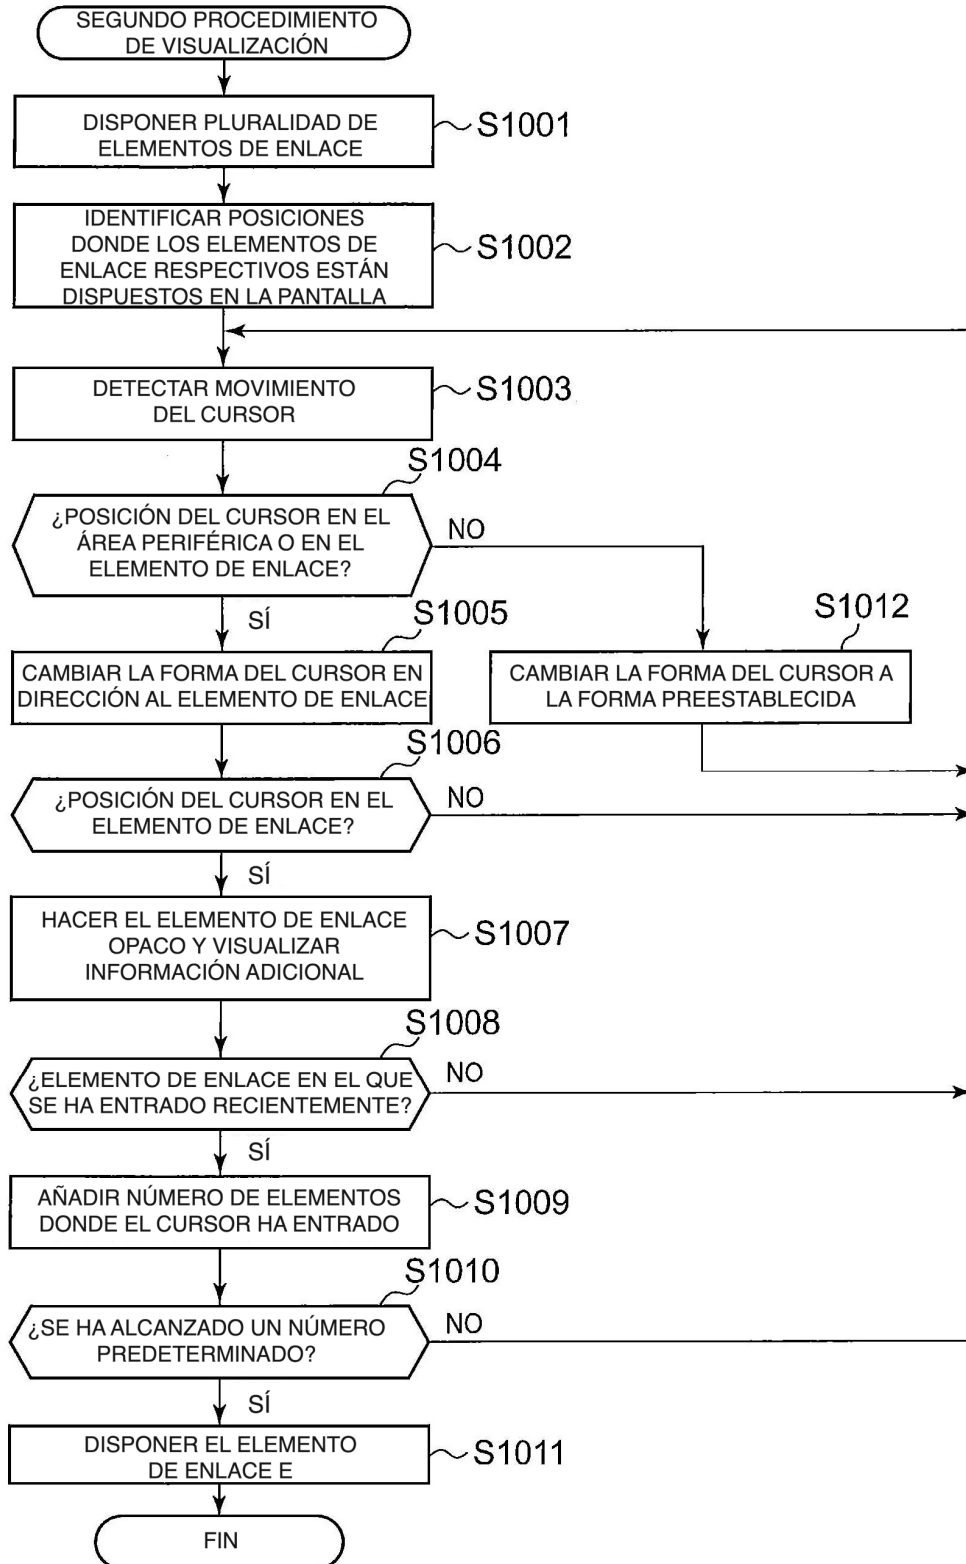 SEGUNDO PROCEDIMIENTO
DE VISUALIZACIÓN
DISPONER PLURALIDAD DE
ELEMENTOS DE ENLACE
S1001
IDENTIFICAR POSICIONES
DONDE LOS ELEMENTOS DE
ENLACE RESPECTIVOS ESTÁN
DISPUESTOS EN LA PANTALLA
S1002
DETECTAR MOVIMIENTO
DEL CURSOR
S1003
S1004
¿POSICIÓN DEL CURSOR EN EL
ÁREA PERIFÉRICA O EN EL
ELEMENTO DE ENLACE?
NO
SÍ
S1005
CAMBIAR LA FORMA DEL CURSOR EN
DIRECCIÓN AL ELEMENTO DE ENLACE
S1012
CAMBIAR LA FORMA DEL CURSOR A
LA FORMA PREESTABLECIDA
S1006
¿POSICIÓN DEL CURSOR EN EL
ELEMENTO DE ENLACE?
NO
SÍ
HACER EL ELEMENTO DE ENLACE
OPACO Y VISUALIZAR
INFORMACIÓN ADICIONAL
S1007
S1008
¿ELEMENTO DE ENLACE EN EL QUE
SE HA ENTRADO RECIENTEMENTE?
NO
SÍ
AÑADIR NÚMERO DE ELEMENTOS
DONDE EL CURSOR HA ENTRADO
S1009
S1010
¿SE HA ALCANZADO UN NÚMERO
PREDETERMINADO?
NO
SÍ
DISPONER EL ELEMENTO
DE ENLACE E
S1011
FIN